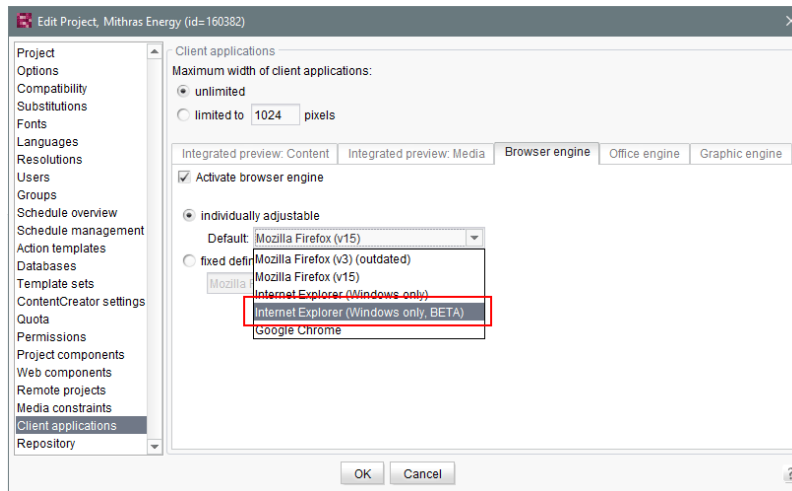 Edit Project, Mithras Energy (id=160382)
Project
Options
Compatibility
Substitutions
Fonts
Languages
Resolutions
Users
Groups
Schedule overview
Schedule management
Action templates
Databases
Template sets
ContentCreator settings
Quota
Permissions
Project components
Web components
Remote projects
Media constraints
Client applications
Repository
Client applications
Maximum width of client applications:
unlimited
limited to 1024 pixels
Integrated preview: Content Integrated preview: Media Browser engine Office engine Graphic engine
Activate browser engine
individually adjustable
Default: Mozilla Firefox (v15)
fixed defin
Mozilla F
Mozilla Firefox (v3) (outdated)
Mozilla Firefox (v15)
Internet Explorer (Windows only)
Internet Explorer (Windows only, BETA)
Google Chrome
OK Cancel
?